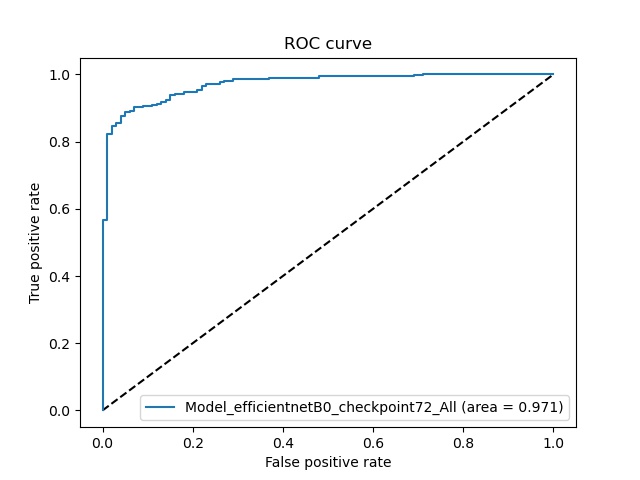 ROC curve
1.0
0.8
0.6
0.4
0.2
0.0
True positive rate
Model_efficientnetB0_checkpoint72_All (area = 0.971)
0.0 0.2 0.4 0.6 0.8 1.0
False positive rate